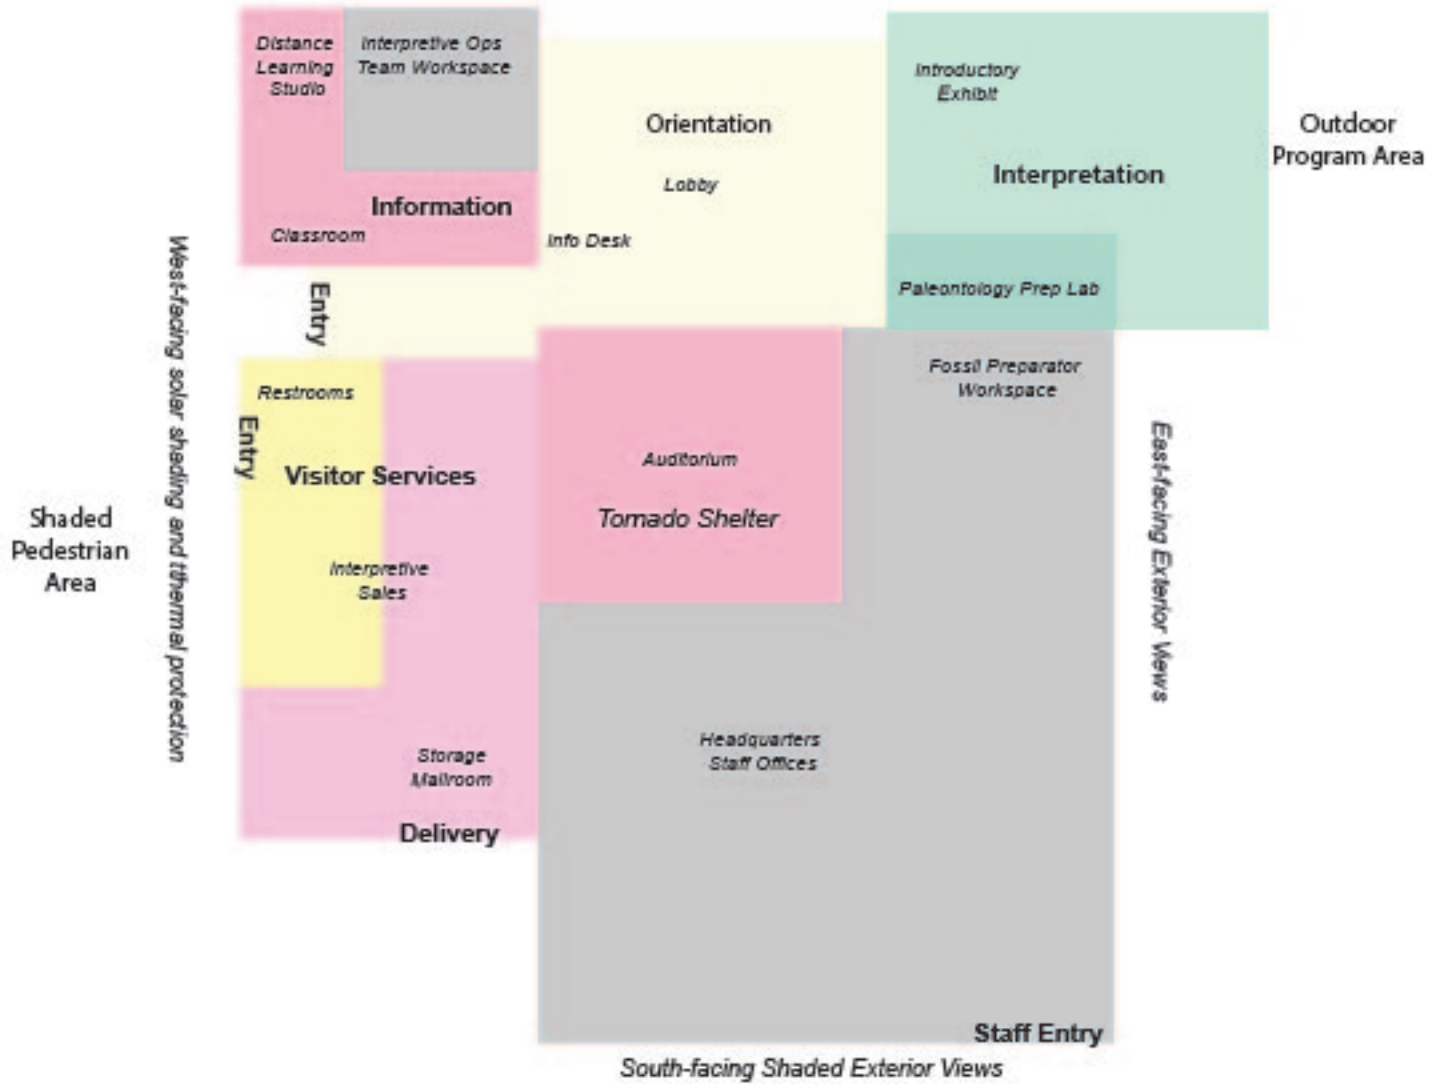 Distance
Learning
Studio
Interpretive Ops
Team Workspace
Information
Classroom
Orientation
Lobby
Info Desk
Introductory
Exhibit
Interpretation
Paleontology Prep Lab
Outdoor
Program Area
Entry
West-facing solar shading and tthermal protection
Restrooms
Entry
Visitor Services
Interpretive
Sales
Shaded
Pedestrian
Area
Storage
Mailroom
Delivery
Auditorium
Tornado Shelter
Fossil Preparator
Workspace
East-facing Exterior Views
Headquarters
Staff Offices
Staff Entry
South-facing Shaded Exterior Views